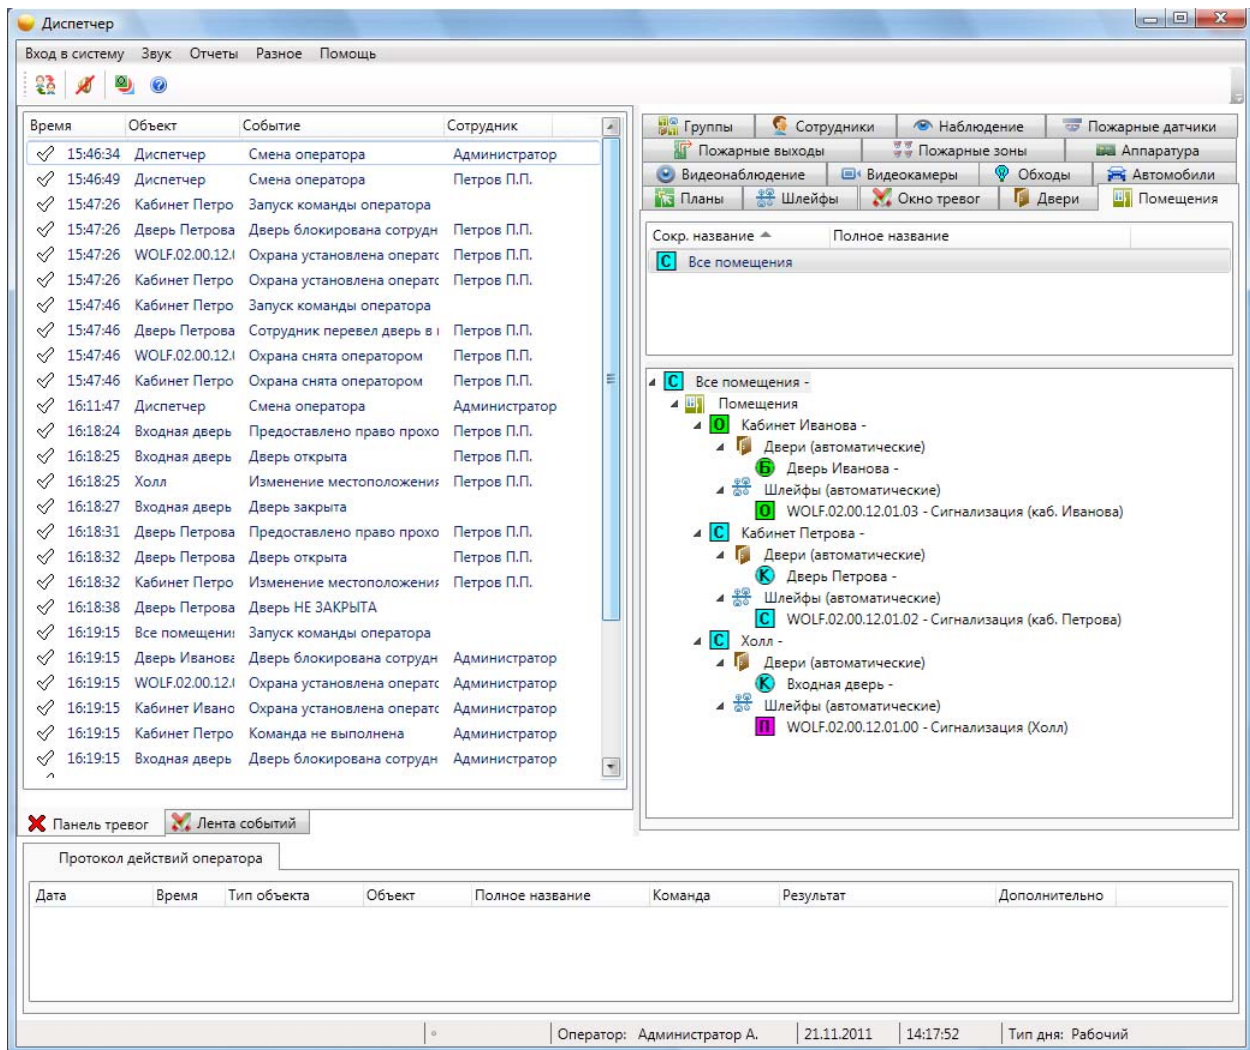 Диспетчер
Вход в систему Звук Отчеты Разное Помощь
Время Объект Событие Сотрудник
15:46:34 Диспетчер Смена оператора Администратор
15:46:49 Диспетчер Смена оператора Петров П.П.
15:47:26 Кабинет Петро Запуск команды оператора
15:47:26 Дверь Петрова Дверь блокирована сотрудн Петров П.П.
15:47:26 WOLF.02.00.12.( Охрана установлена операто Петров П.П.
15:47:26 Кабинет Петро Охрана установлена операто Петров П.П.
15:47:46 Кабинет Петро Запуск команды оператора
15:47:46 Дверь Петрова Сотрудник перевел дверь в Петров П.П.
15:47:46 WOLF.02.00.12.( Охрана снята оператором Петров П.П.
15:47:46 Кабинет Петро Охрана снята оператором Петров П.П.
16:11:47 Диспетчер Смена оператора Администратор
16:18:24 Входная дверь Предоставлено право прохо Петров П.П.
16:18:25 Входная дверь Дверь открыта Петров П.П.
16:18:25 Холл Изменение местоположения Петров П.П.
16:18:27 Входная дверь Дверь закрыта
16:18:31 Дверь Петрова Предоставлено право прохо Петров П.П.
16:18:32 Дверь Петрова Дверь открыта Петров П.П.
16:18:32 Кабинет Петро Изменение местоположения Петров П.П.
16:18:38 Дверь Петрова Дверь НЕ ЗАКРЫТА
16:19:15 Все помещени Запуск команды оператора
16:19:15 Дверь Иванова Дверь блокирована сотрудн Администратор
16:19:15 WOLF.02.00.12.( Охрана установлена операто Администратор
16:19:15 Кабинет Ивано Охрана установлена операто Администратор
16:19:15 Кабинет Петро Команда не выполнена Администратор
16:19:15 Входная дверь Дверь блокирована сотрудн Администратор
Панель тревог Лента событий
Группы Сотрудники Наблюдение Пожарные датчики
Пожарные выходы Пожарные зоны Аппаратура
Видеонаблюдение Видеокамеры Обходы Автомобили
Планы Шлейфы Окно тревог Двери Помещения
Сокр. название Полное название
С Все помещения
С Все помещения -
Помещения
О Кабинет Иванова -
Двери (автоматические)
Б Дверь Иванова -
Шлейфы (автоматические)
О WOLF.02.00.12.01.03 - Сигнализация (каб. Иванова)
С Кабинет Петрова -
Двери (автоматические)
К Дверь Петрова -
Шлейфы (автоматические)
С WOLF.02.00.12.01.02 - Сигнализация (каб. Петрова)
С Холл -
Двери (автоматические)
К Входная дверь -
Шлейфы (автоматические)
П WOLF.02.00.12.01.00 - Сигнализация (Холл)
Протокол действий оператора
Дата Время Тип объекта Объект Полное название Команда Результат Дополнительно
Оператор: Администратор А. 21.11.2011 14:17:52 Тип дня: Рабочий